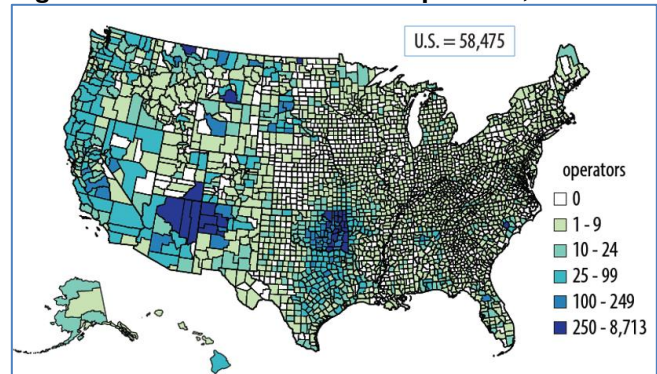 U.S. = 58,475
operators
0
1 - 9
10 - 24
25 - 99
100 - 249
250 - 8,713